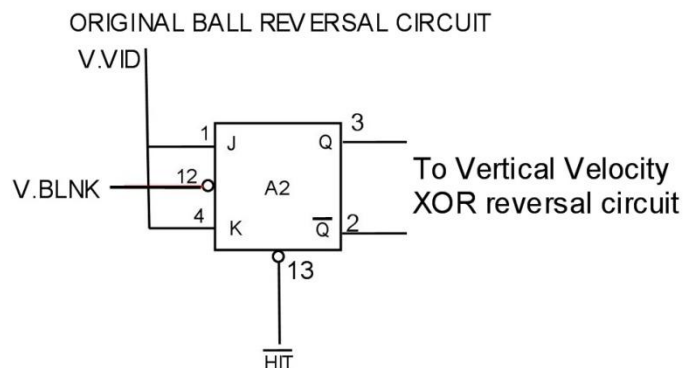 ORIGINAL BALL REVERSAL CIRCUIT
V.VID
1 J Q 3
V.BLNK 12 A2
To Vertical Velocity
XOR reversal circuit
4 K Q̅ 2
13
H̅I̅T̅